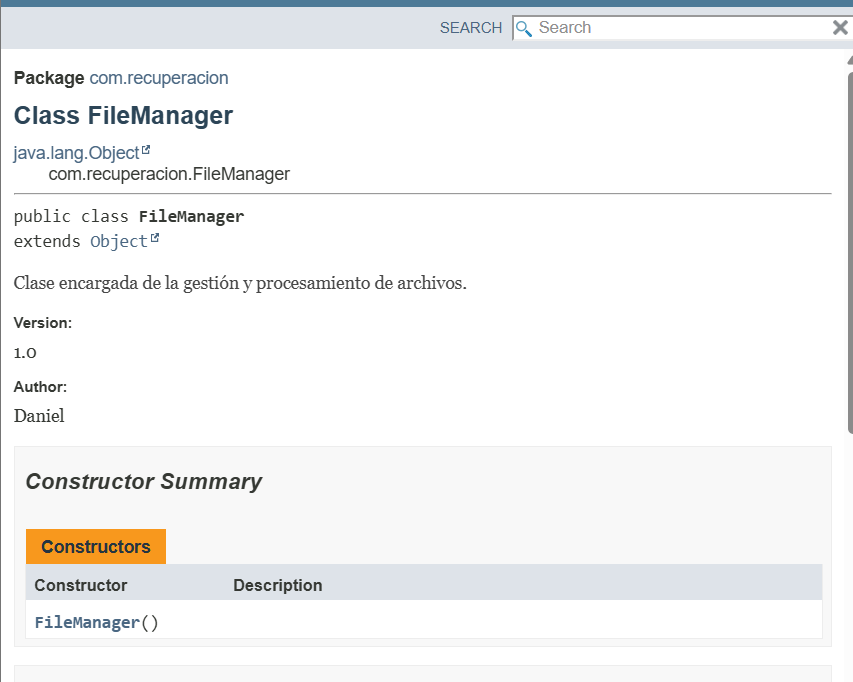 SEARCH Search
Package com.recuperacion
Class FileManager
java.lang.Object
com.recuperacion.FileManager
public class FileManager
extends Object
Clase encargada de la gestión y procesamiento de archivos.
Version:
1.0
Author:
Daniel
Constructor Summary
Constructors
Constructor Description
FileManager()